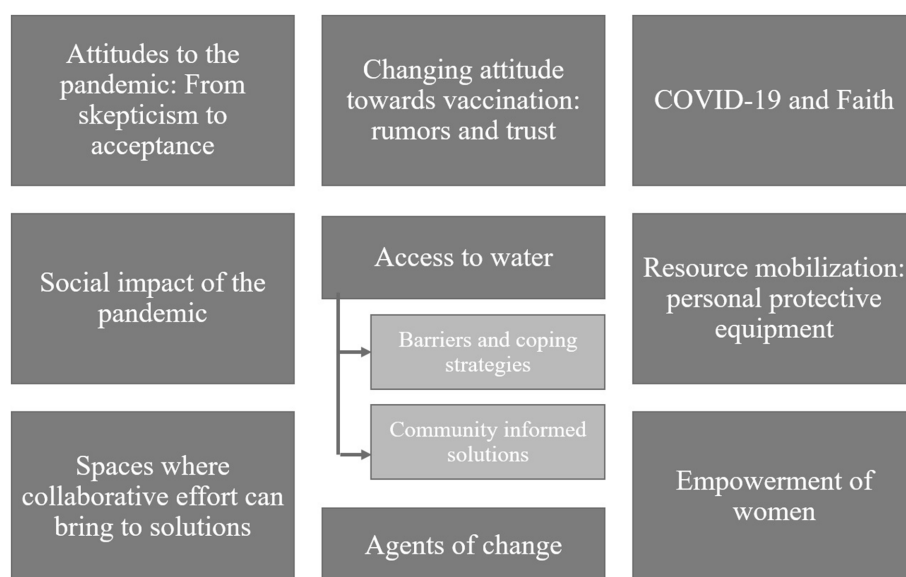 Attitudes to the
pandemic: From
skepticism to
acceptance
Changing attitude
towards vaccination:
rumors and trust
COVID-19 and Faith
Social impact of the
pandemic
Access to water
Barriers and coping
strategies
Community informed
solutions
Resource mobilization:
personal protective
equipment
Spaces where
collaborative effort can
bring to solutions
Agents of change
Empowerment of
women